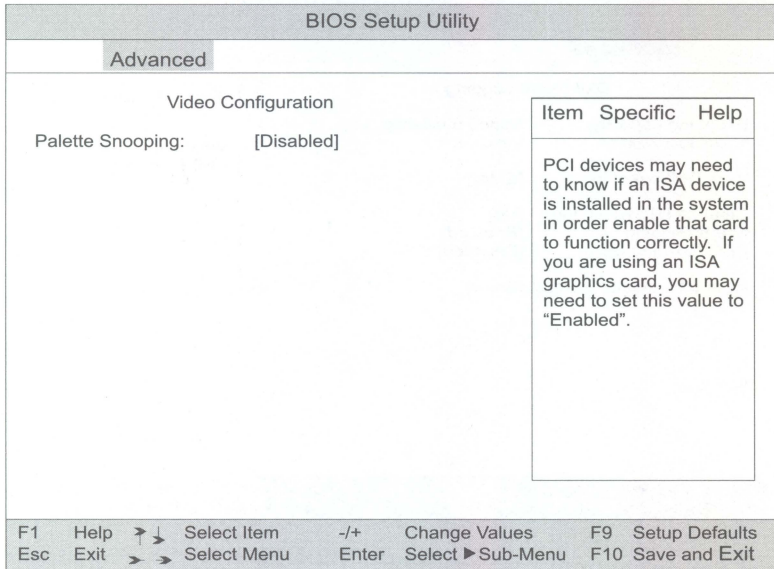 BIOS Setup Utility
Advanced
Video Configuration
Palette Snooping: [Disabled]
Item Specific Help
PCI devices may need
to know if an ISA device
is installed in the system
in order enable that card
to function correctly. If
you are using an ISA
graphics card, you may
need to set this value to
“Enabled”.
F1 Help Select Item -/+ Change Values F9 Setup Defaults
Esc Exit Select Menu Enter Select ▶ Sub-Menu F10 Save and Exit